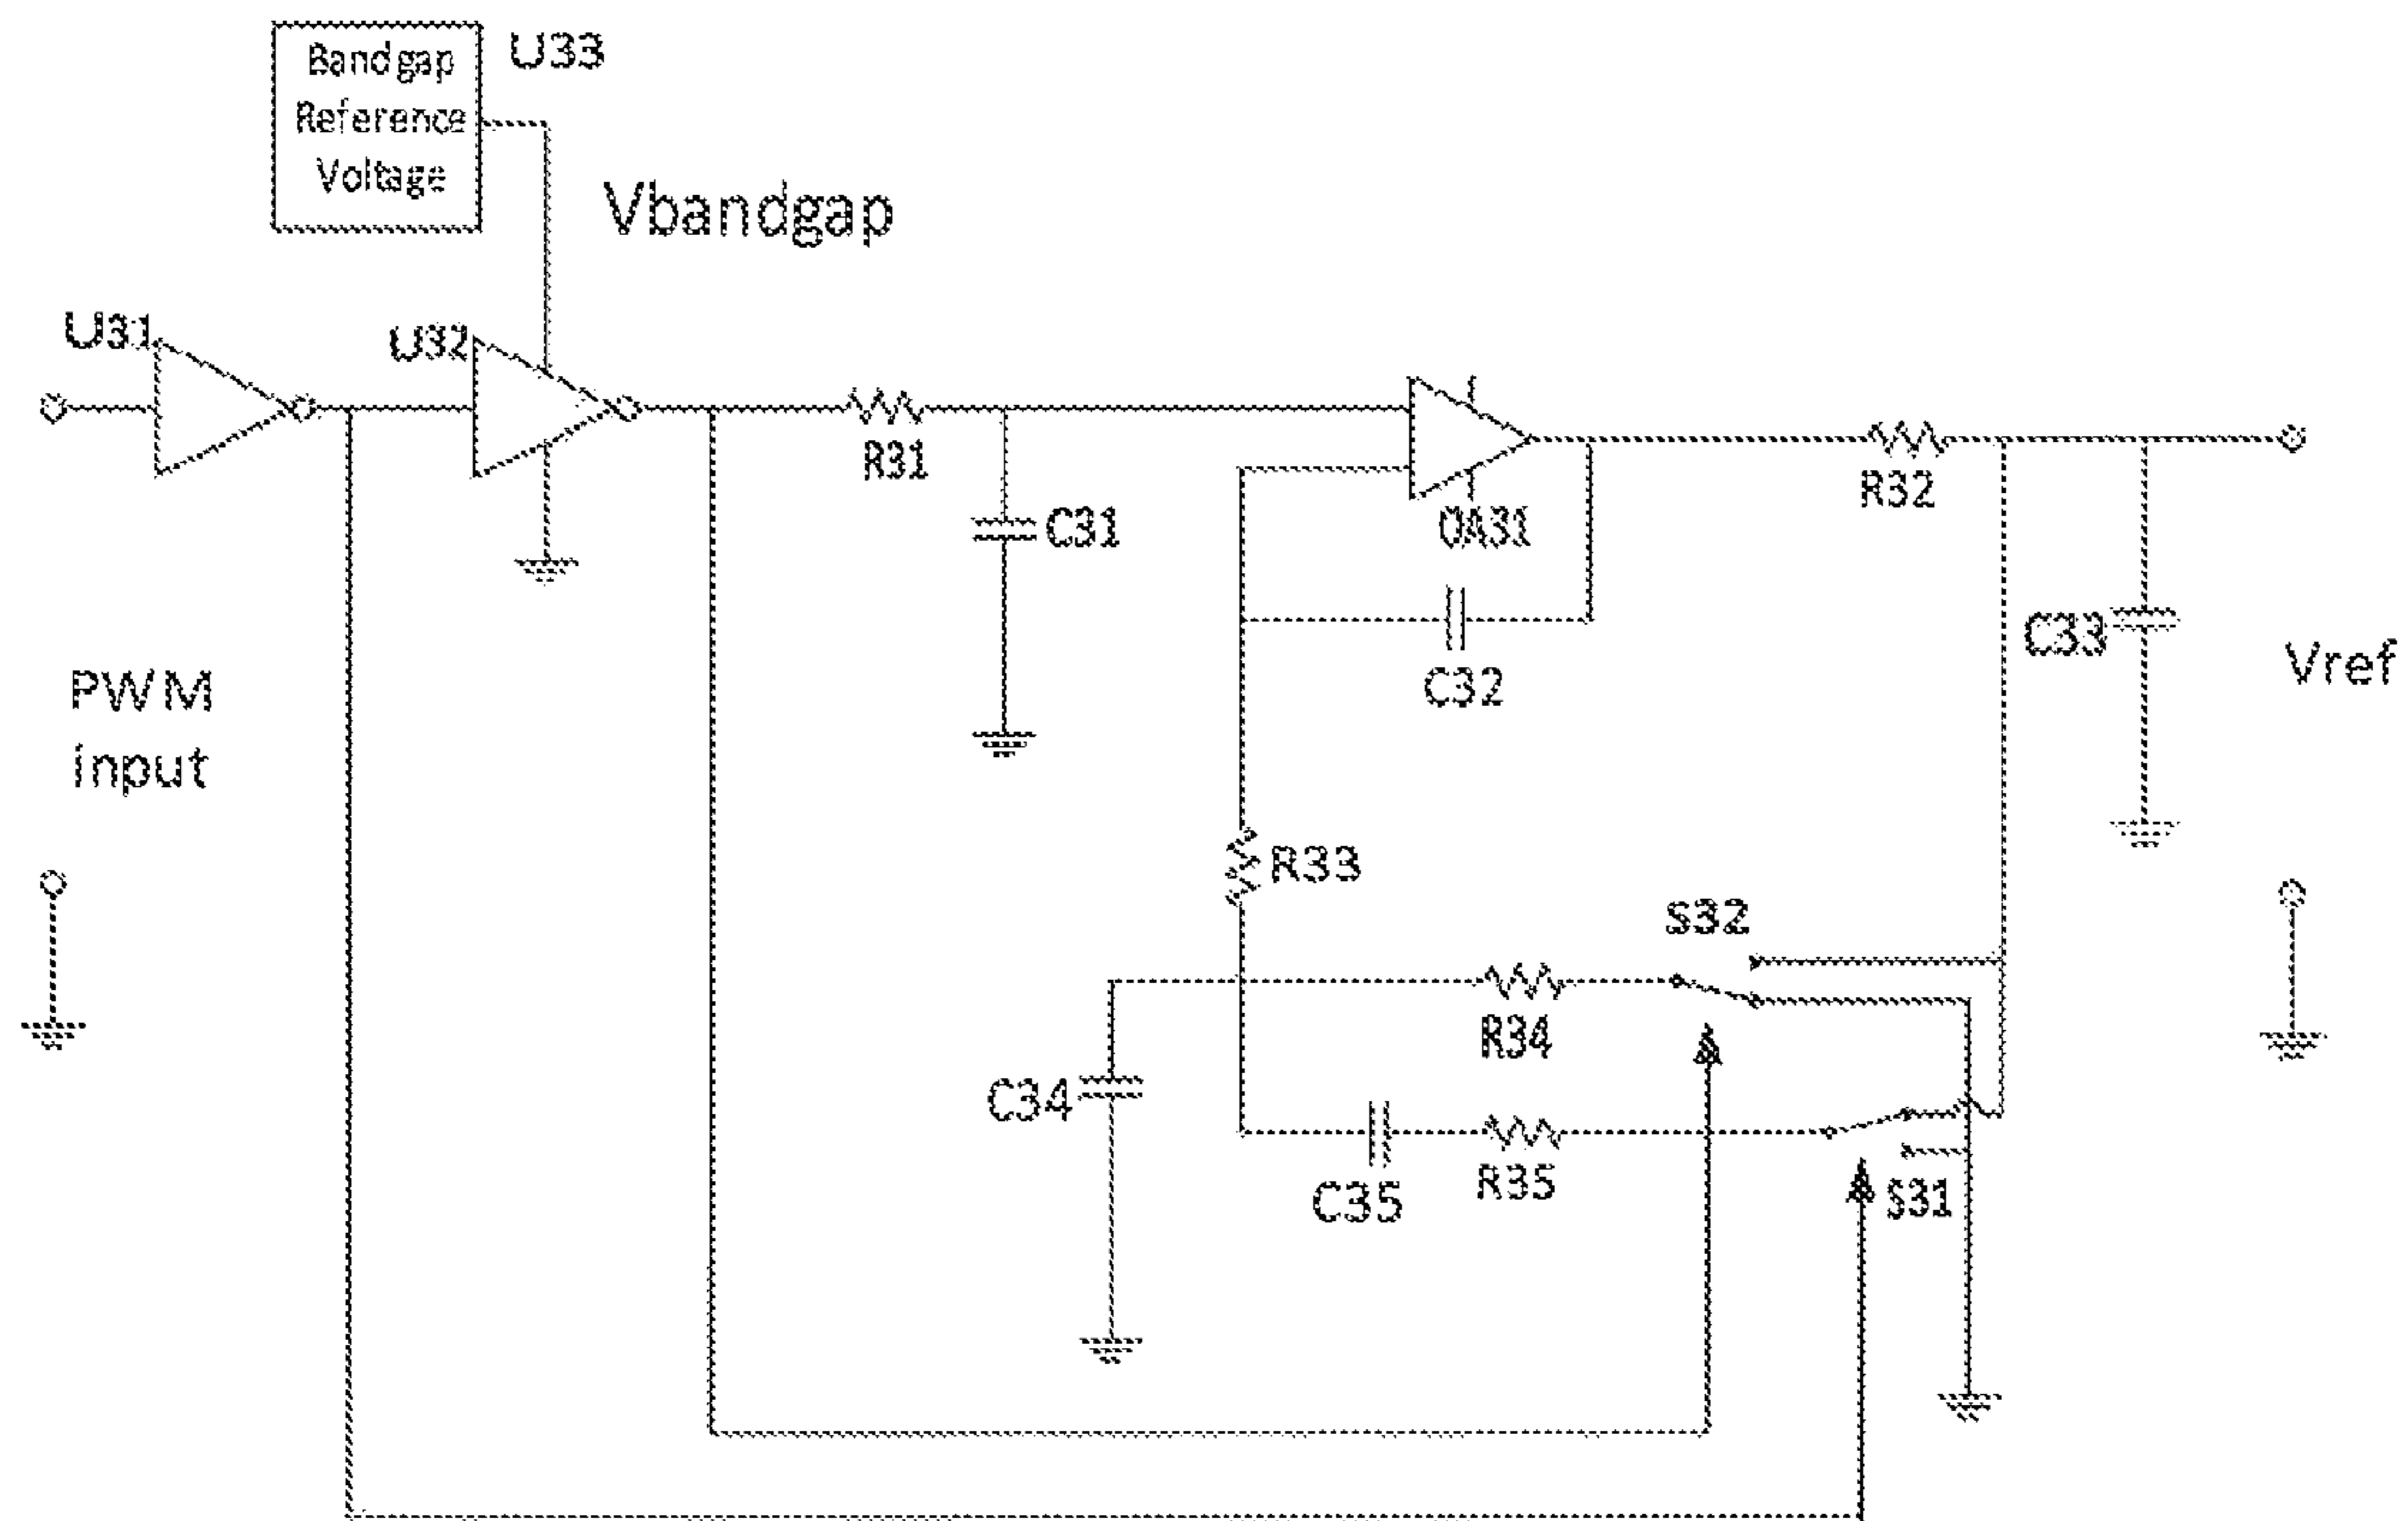 Bandgap
Reference
Voltage
U33
Vbandgap
U31
U32
R31
C31
OA31
R32
C32
C33
Vref
PWM
input
R33
S32
R34
C34
C35
R35
S31